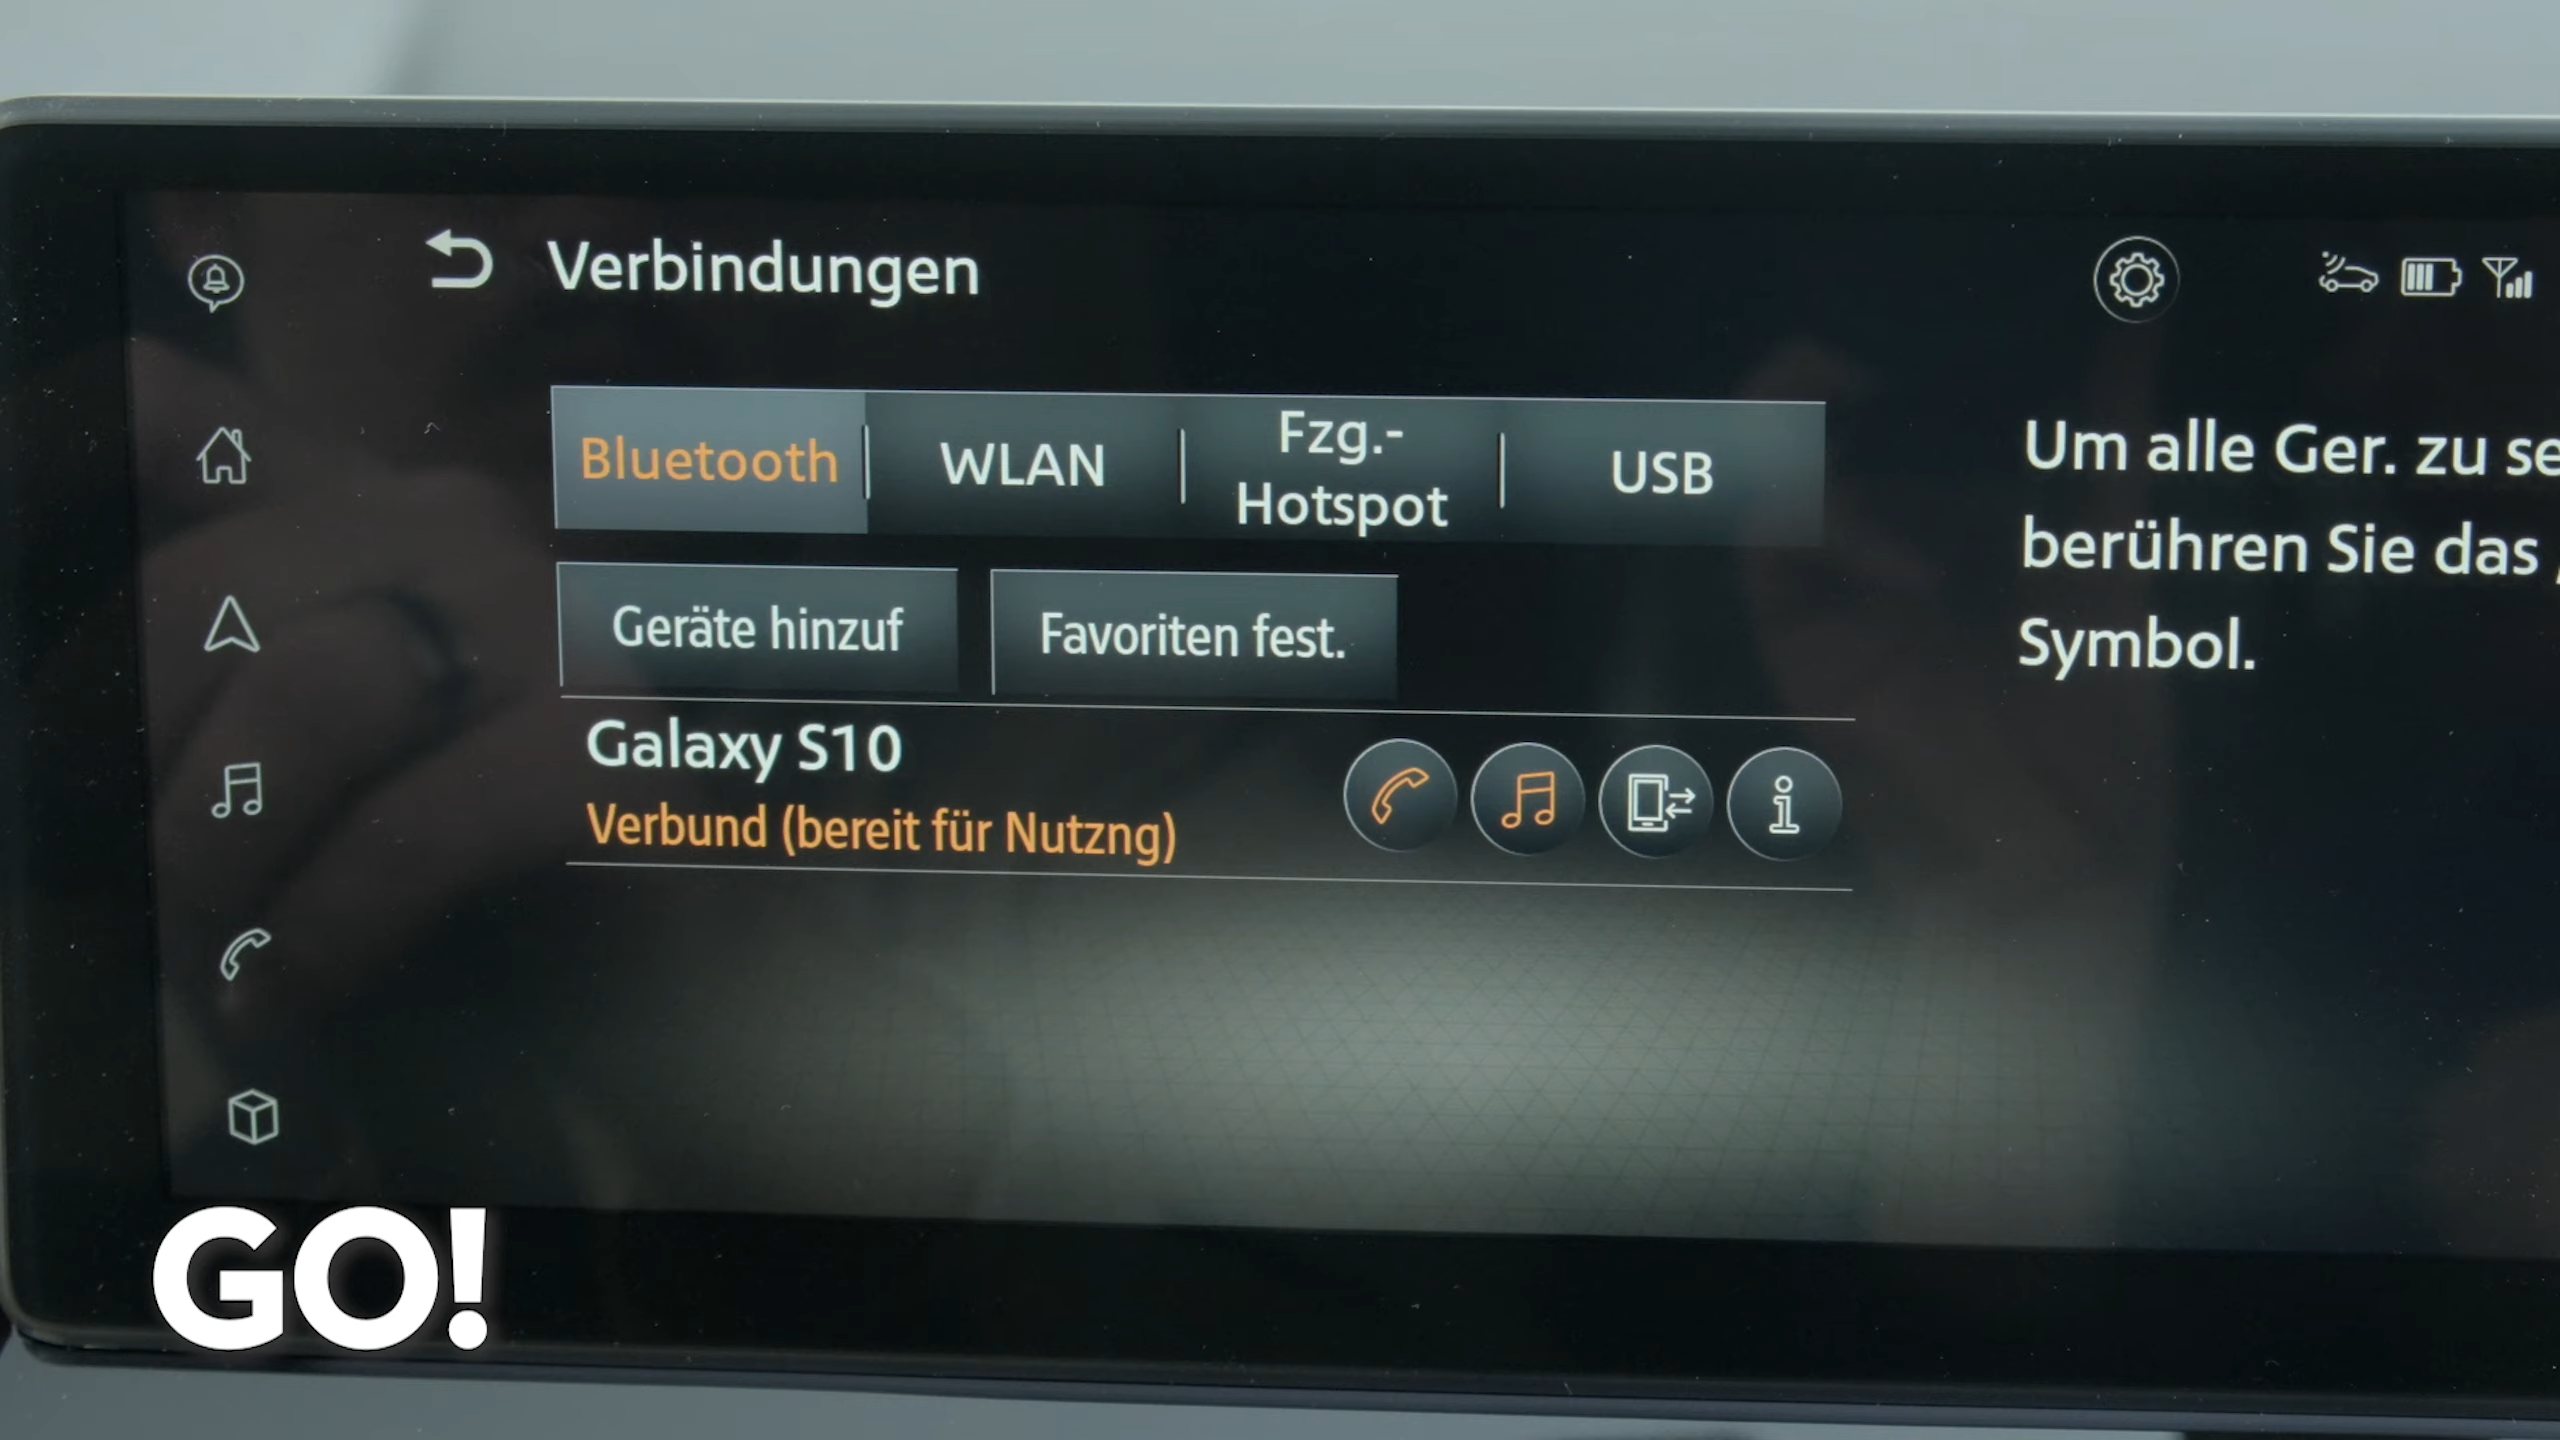 Verbindungen
Bluetooth
WLAN
Fzg.-
Hotspot
USB
Geräte hinzuf
Favoriten fest.
Galaxy S10
Verbund (bereit für Nutzng)
Um alle Ger. zu se
berühren Sie das
Symbol.
GO!